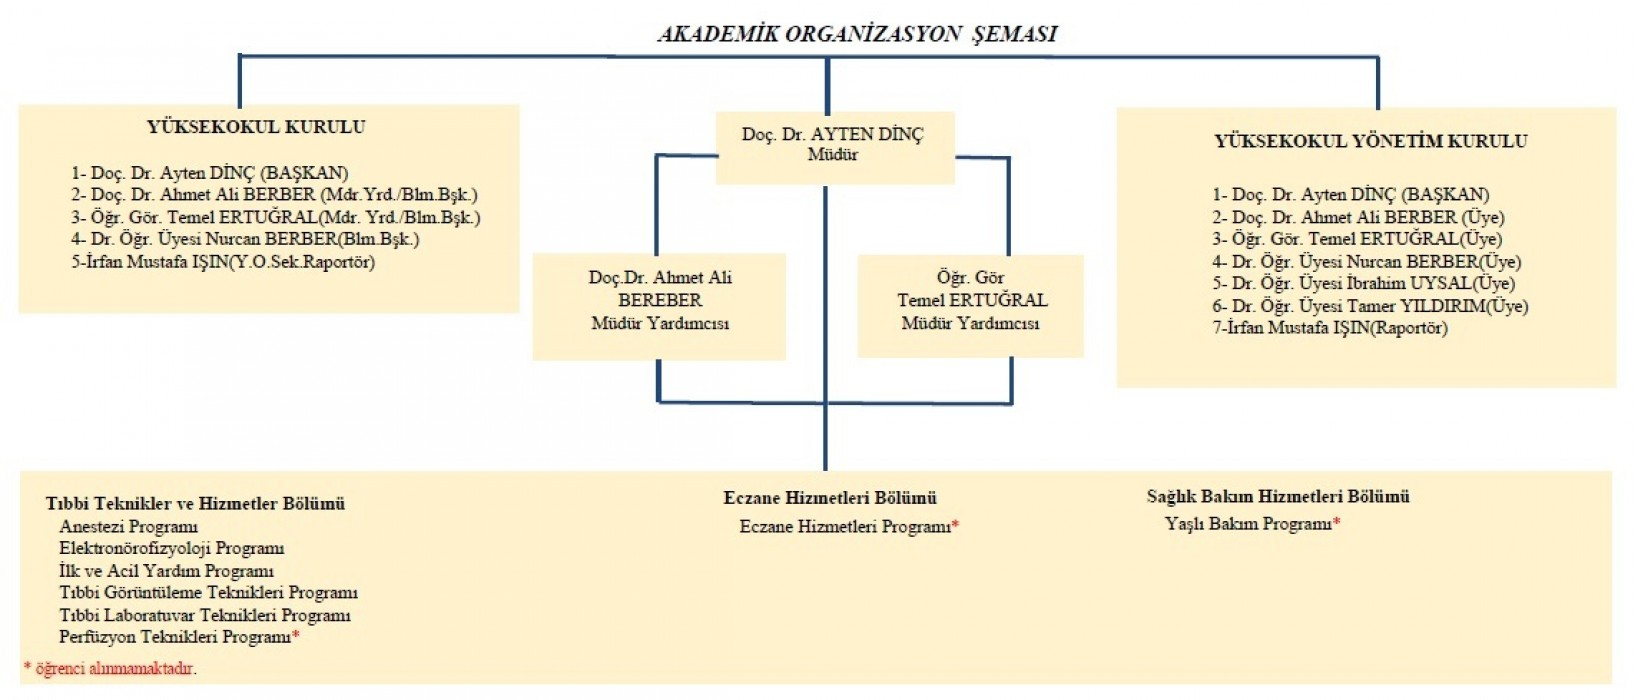 AKADEMİK ORGANİZASYON ŞEMASI
YÜKSEKOKUL KURULU
1- Doç. Dr. Ayten DİNÇ (BAŞKAN)
2- Doç. Dr. Ahmet Ali BERBER (Mdr.Yrd./Blm.Bşk.)
3- Öğr. Gör. Temel ERTUĞRAL(Mdr. Yrd./Blm.Bşk.)
4- Dr. Öğr. Üyesi Nurcan BERBER(Blm.Bşk.)
5-İrfan Mustafa IŞIN(Y.O.Sek.Raportör)
Doç. Dr. AYTEN DİNÇ
Müdür
YÜKSEKOKUL YÖNETİM KURULU
1- Doç. Dr. Ayten DİNÇ (BAŞKAN)
2- Doç. Dr. Ahmet Ali BERBER (Üye)
3- Öğr. Gör. Temel ERTUĞRAL(Üye)
4- Dr. Öğr. Üyesi Nurcan BERBER(Üye)
5- Dr. Öğr. Üyesi İbrahim UYSAL(Üye)
6- Dr. Öğr. Üyesi Tamer YILDIRIM(Üye)
7-İrfan Mustafa IŞIN(Raportör)
Doç.Dr. Ahmet Ali
BEREBER
Müdür Yardımcısı
Öğr. Gör
Temel ERTUĞRAL
Müdür Yardımcısı
Tıbbi Teknikler ve Hizmetler Bölümü
Anestezi Programı
Elektronörofizyoloji Programı
İlk ve Acil Yardım Programı
Tıbbi Görüntüleme Teknikleri Programı
Tıbbi Laboratuvar Teknikleri Programı
Perfüzyon Teknikleri Programı*
Eczane Hizmetleri Bölümü
Eczane Hizmetleri Programı*
Sağlık Bakım Hizmetleri Bölümü
Yaşlı Bakım Programı*
* öğrenci alınmamaktadır.